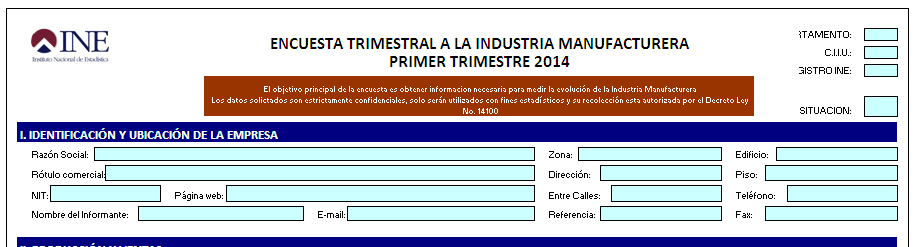 INE
Instituto Nacional de Estadística
ENCUESTA TRIMESTRAL A LA INDUSTRIA MANUFACTURERA
PRIMER TRIMESTRE 2014
RTAMENTO:
C.I.I.U.:
GISTRO INE:
SITUACION:
El objetivo principal de la encuesta es obtener informacion necesaria para medir la evolución de la Industria Manufacturera
Los datos solicitados son estrictamente confidenciales, solo serán utilizados con fines estadísticos y su recolección esta autorizada por el Decreto Ley
No. 14100
I. IDENTIFICACIÓN Y UBICACIÓN DE LA EMPRESA
Razón Social: Zona: Edificio:
Rótulo comercial: Dirección: Piso:
NIT: Página web: Entre Calles: Teléfono:
Nombre del Informante: E-mail: Referencia: Fax: